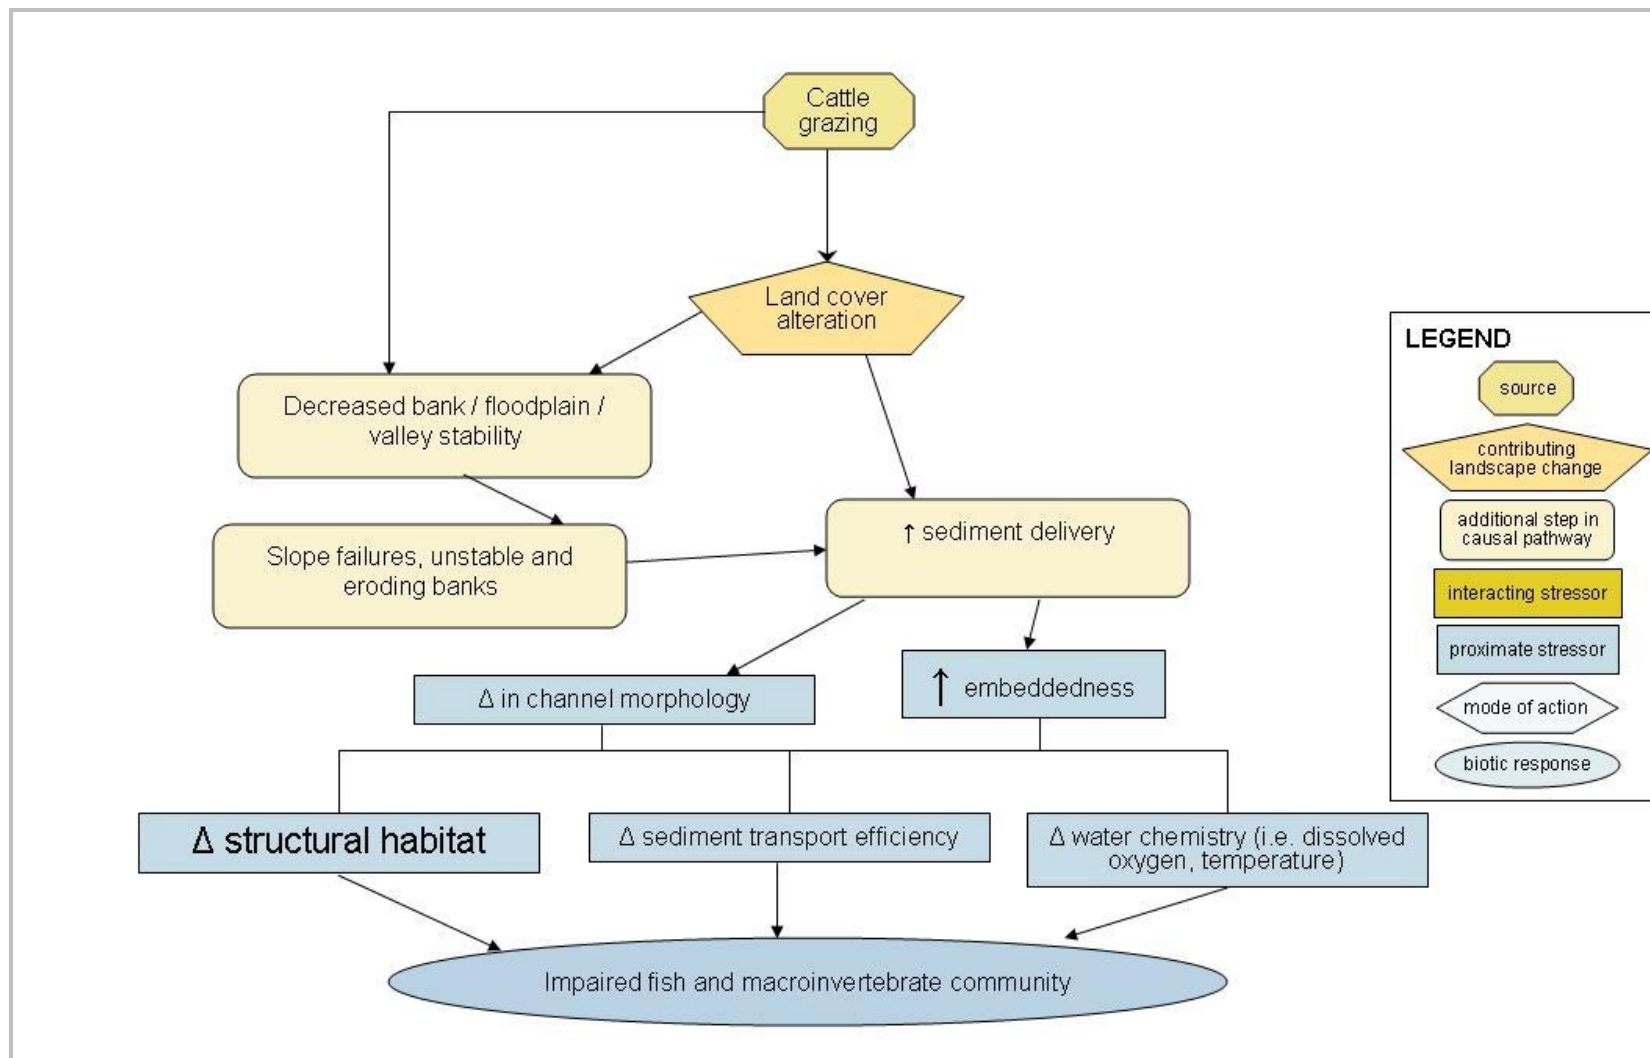 Cattle
grazing
Land cover
alteration
Decreased bank / floodplain /
valley stability
Slope failures, unstable and
eroding banks
↑ sediment delivery
Δ in channel morphology
↑ embeddedness
Δ structural habitat
Δ sediment transport efficiency
Δ water chemistry (i.e. dissolved
oxygen, temperature)
Impaired fish and macroinvertebrate community
LEGEND
source
contributing
landscape change
additional step in
causal pathway
interacting stressor
proximate stressor
mode of action
biotic response